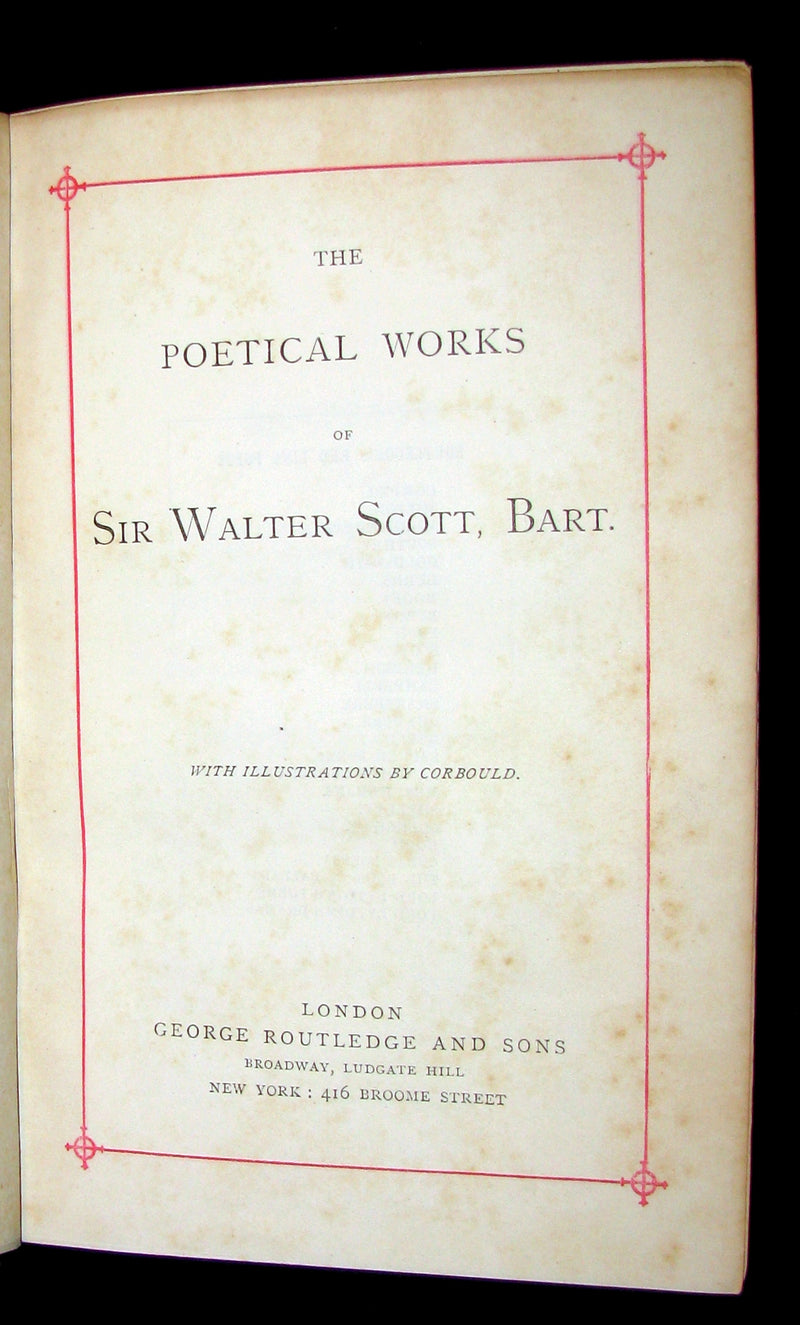 THE
POETICAL WORKS
OF
SIR WALTER SCOTT, BART.
WITH ILLUSTRATIONS BY CORBOULD.
LONDON
GEORGE ROUTLEDGE AND SONS
BROADWAY, LUDGATE HILL
NEW YORK : 416 BROOME STREET